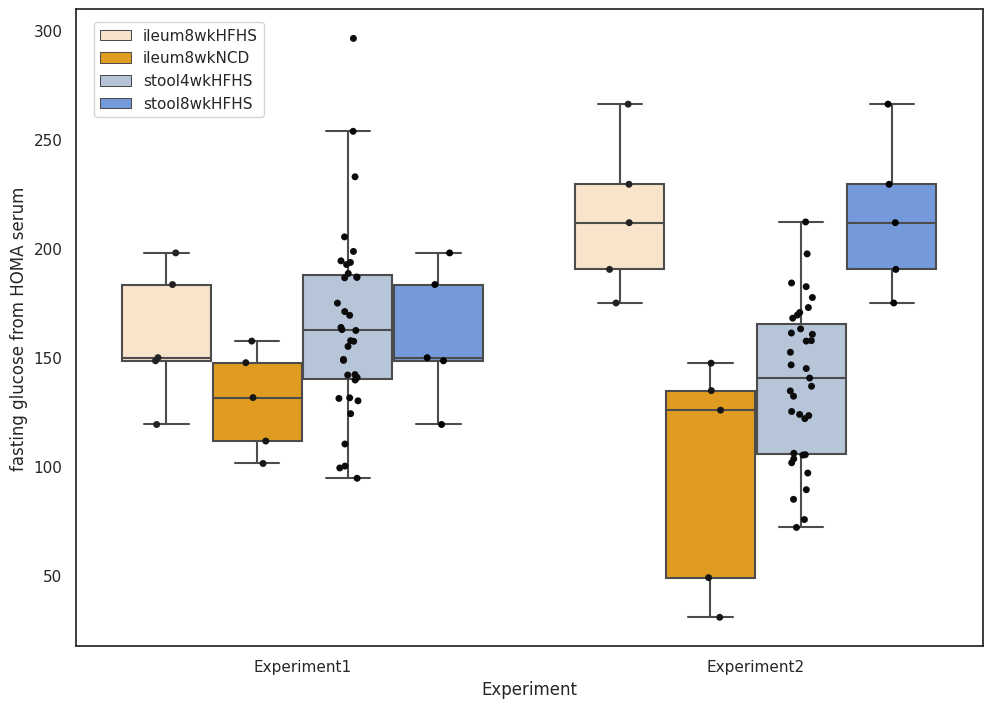 300
250
200
150
100
50
fasting glucose from HOMA serum
ileum8wkHFHS
ileum8wkNCD
stool4wkHFHS
stool8wkHFHS
Experiment1
Experiment2
Experiment